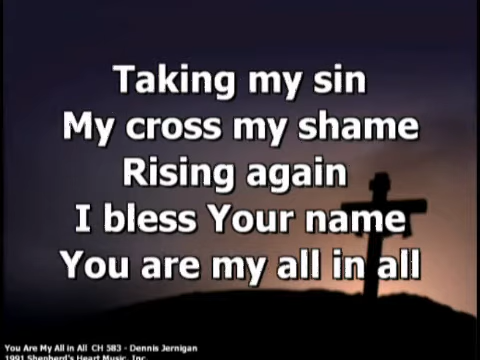 Taking my sin
My cross my shame
Rising again
I bless Your name
You are my all in all
You Are My All in All CH 583 - Dennis Jernigan
1991 Shepherd's Heart Music, Inc.